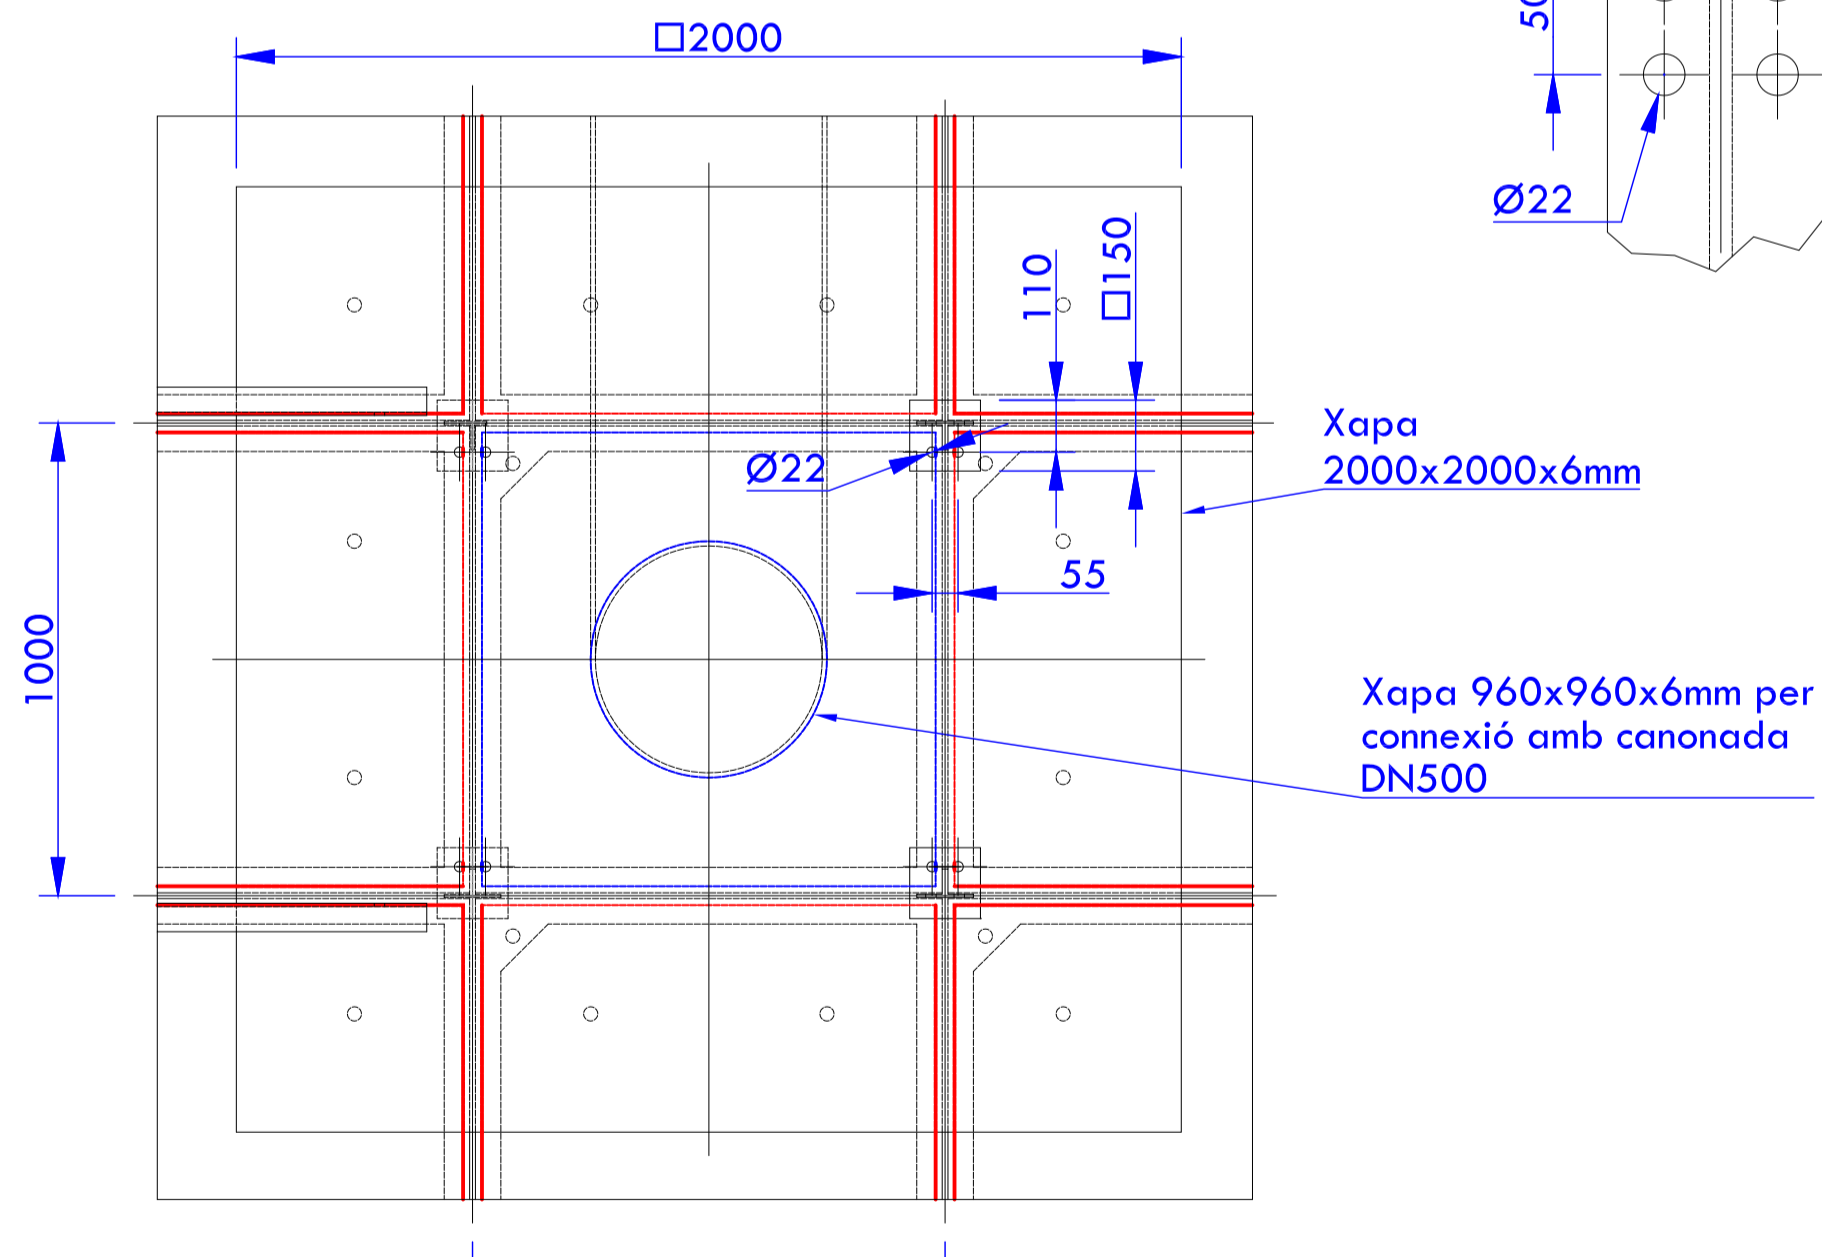 □2000
50
Ø22
110
□150
Ø22
Xapa
2000x2000x6mm
55
1000
Xapa 960x960x6mm per
connexió amb canonada
DN500